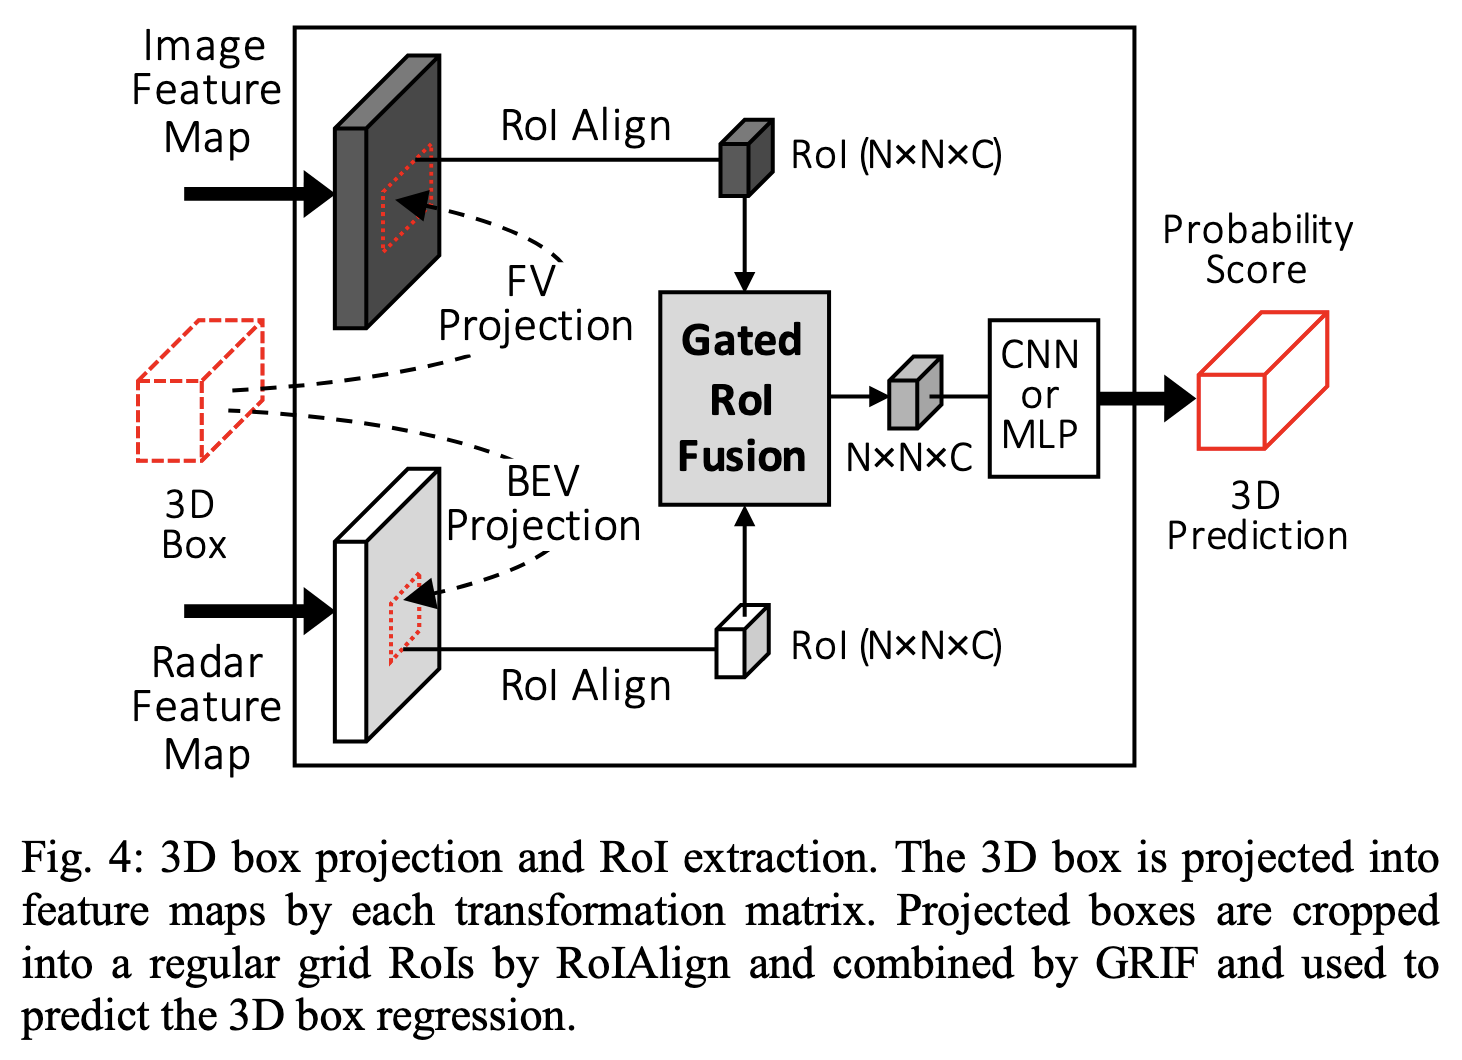 Image
Feature
Map
RoI Align
RoI (N×N×C)
FV
Projection
Probability
Score
Gated
RoI
Fusion
CNN
or
MLP
N×N×C
3D
Box
BEV
Projection
3D
Prediction
Radar
Feature
Map
RoI Align
RoI (N×N×C)
Fig. 4: 3D box projection and RoI extraction. The 3D box is projected into
feature maps by each transformation matrix. Projected boxes are cropped
into a regular grid RoIs by RoIAlign and combined by GRIF and used to
predict the 3D box regression.